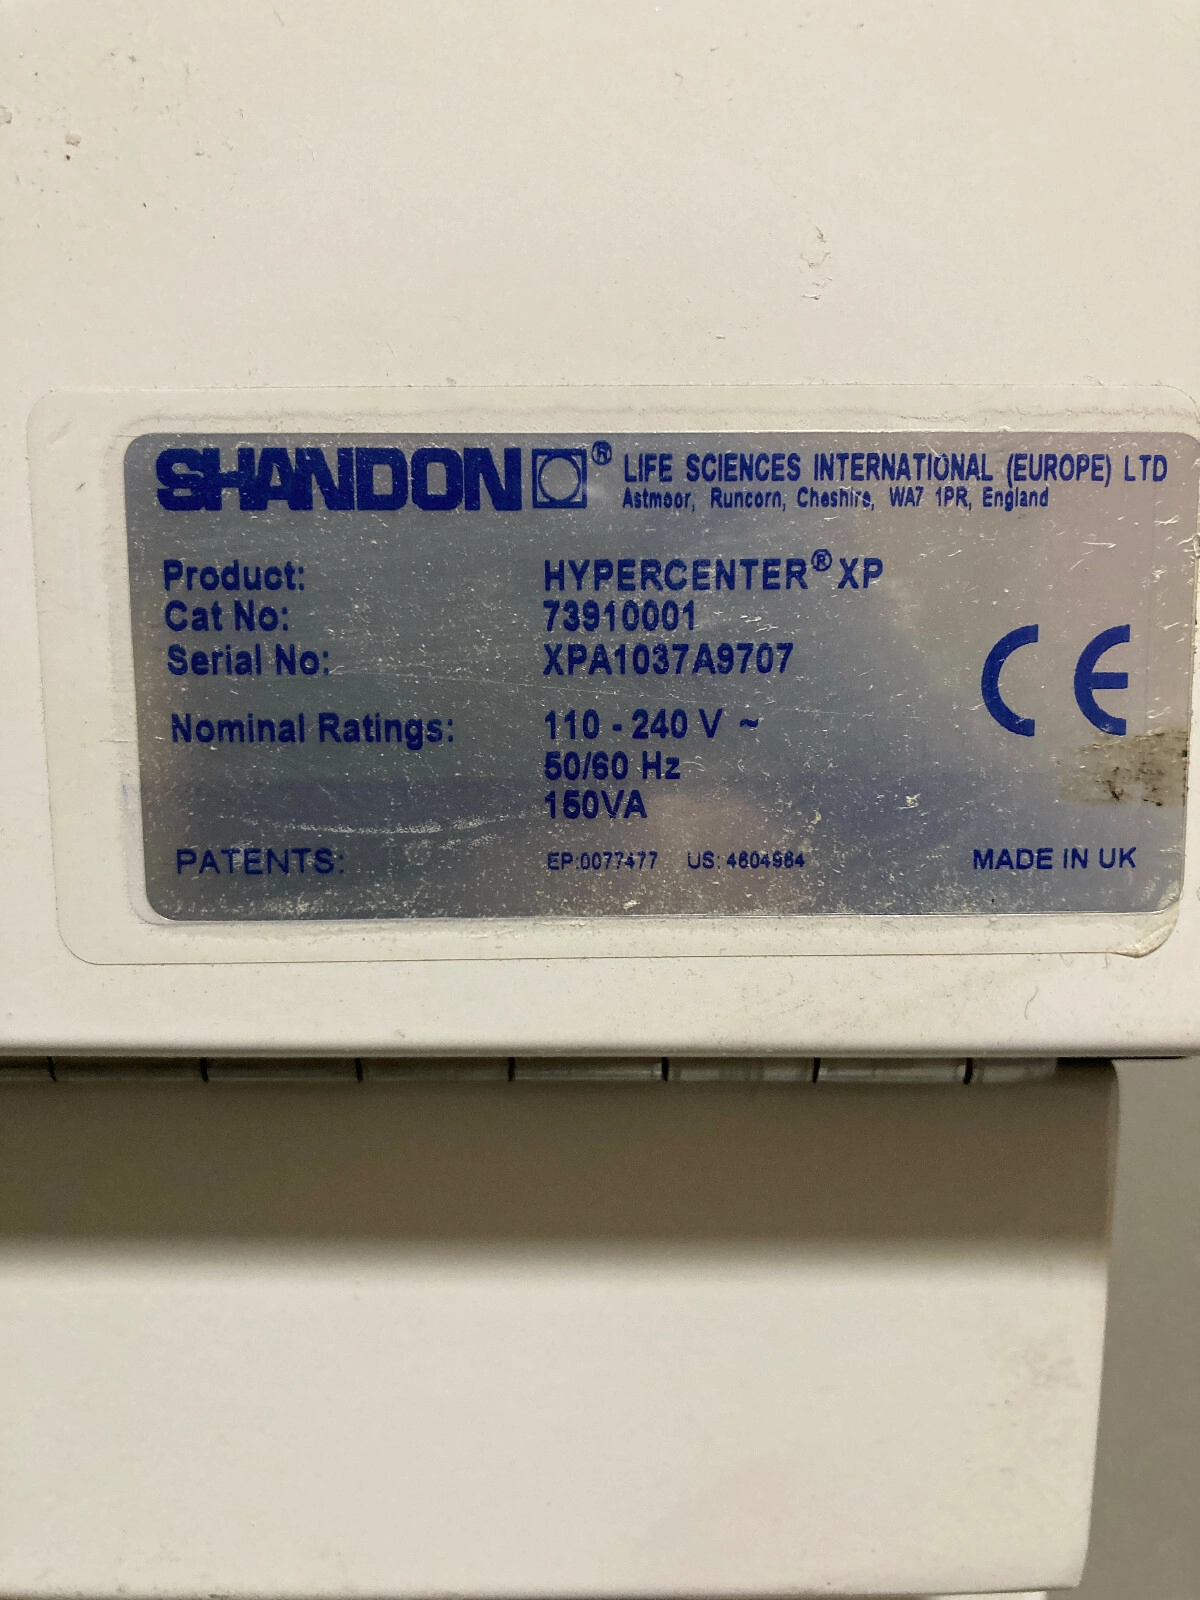 SHANDON ® LIFE SCIENCES INTERNATIONAL (EUROPE) LTD
Astmoor, Runcorn, Cheshire, WA7 1PR, England
Product: HYPERCENTER® XP
Cat No: 73910001
Serial No: XPA1037A9707
Nominal Ratings: 110 - 240 V ~
50/60 Hz
150VA
PATENTS: EP:0077477 US: 4604964
MADE IN UK
CE